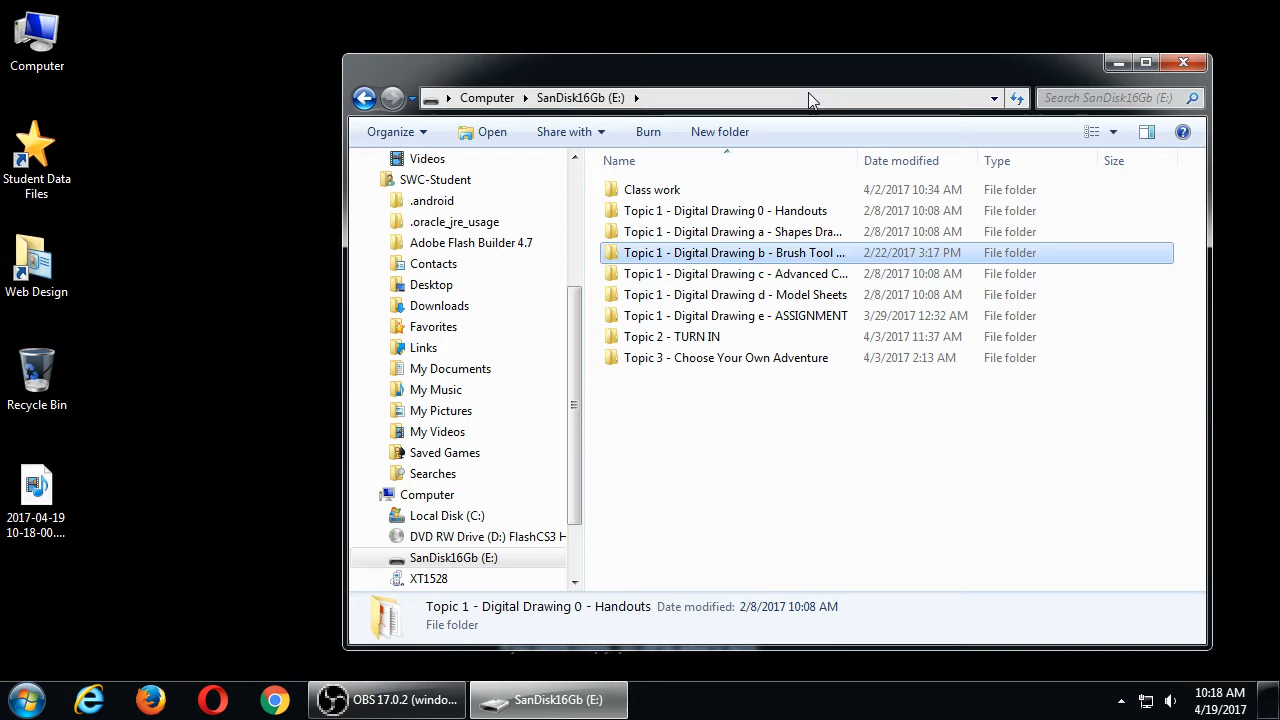 Computer
Student Data
Files
Web Design
Recycle Bin
2017-04-19
10-18-00....
Computer
SanDisk16Gb (E:)
Search SanDisk16Gb (E:)
Organize
Open
Share with
Burn
New folder
Videos
SWC-Student
.android
.oracle_jre_usage
Adobe Flash Builder 4.7
Contacts
Desktop
Downloads
Favorites
Links
My Documents
My Music
My Pictures
My Videos
Saved Games
Searches
Computer
Local Disk (C:)
DVD RW Drive (D:) FlashCS3 H
SanDisk16Gb (E:)
XT1528
Name Date modified Type Size
Class work 4/2/2017 10:34 AM File folder
Topic 1 - Digital Drawing 0 - Handouts 2/8/2017 10:08 AM File folder
Topic 1 - Digital Drawing a - Shapes Dra... 2/8/2017 10:08 AM File folder
Topic 1 - Digital Drawing b - Brush Tool ... 2/22/2017 3:17 PM File folder
Topic 1 - Digital Drawing c - Advanced C... 2/8/2017 10:08 AM File folder
Topic 1 - Digital Drawing d - Model Sheets 2/8/2017 10:08 AM File folder
Topic 1 - Digital Drawing e - ASSIGNMENT 3/29/2017 12:32 AM File folder
Topic 2 - TURN IN 4/3/2017 11:37 AM File folder
Topic 3 - Choose Your Own Adventure 4/3/2017 2:13 AM File folder
Topic 1 - Digital Drawing 0 - Handouts Date modified: 2/8/2017 10:08 AM
File folder
OBS 17.0.2 (windo...
SanDisk16Gb (E:)
10:18 AM
4/19/2017